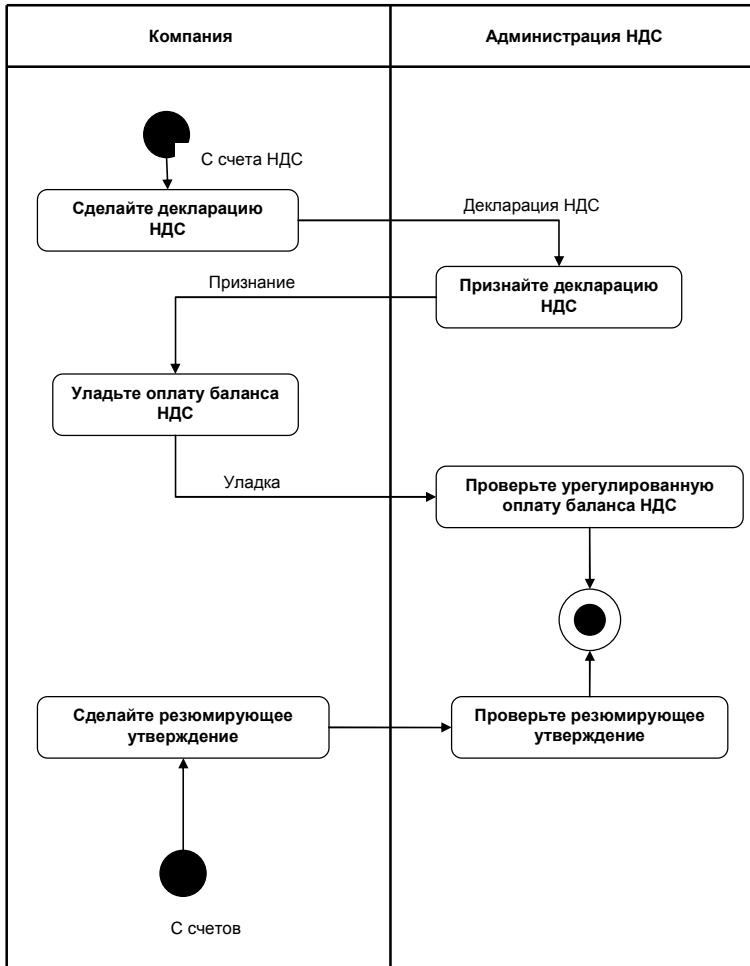 Компания
Администрация НДС
С счета НДС
Сделайте декларацию
НДС
Декларация НДС
Признание
Признайте декларацию
НДС
Уладьте оплату баланса
НДС
Уладка
Проверьте урегулированную
оплату баланса НДС
Сделайте резюмирующее
утверждение
Проверьте резюмирующее
утверждение
С счетов